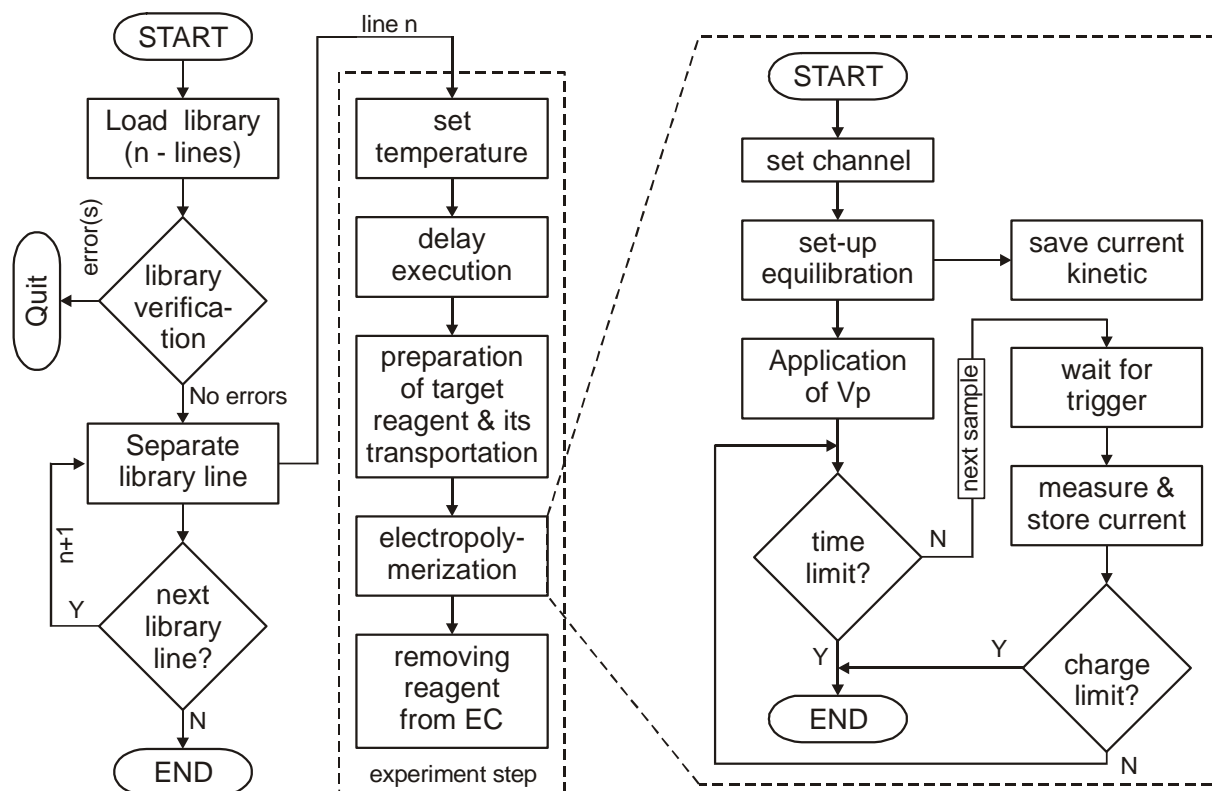 START
Load library
(n - lines)
error(s)
Quit
library
verifica-
tion
No errors
Separate
library line
n+1
Y
next
library
line?
N
END
line n
set
temperature
delay
execution
preparation
of target
reagent & its
transportation
electropoly-
merization
removing
reagent
from EC
experiment step
START
set channel
set-up
equilibration
save current
kinetic
Application
of Vp
next sample
wait for
trigger
measure &
store current
time
limit?
N
Y
Y
charge
limit?
N
END